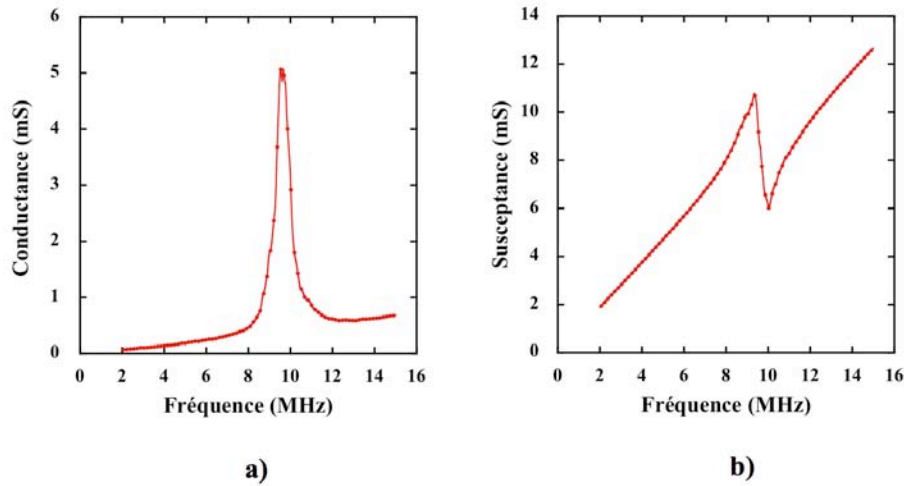 6
5
4
3
2
1
0
Conductance (mS)
0 2 4 6 8 10 12 14 16
Fréquence (MHz)
a)
14
12
10
8
6
4
2
0
Susceptance (mS)
0 2 4 6 8 10 12 14 16
Fréquence (MHz)
b)